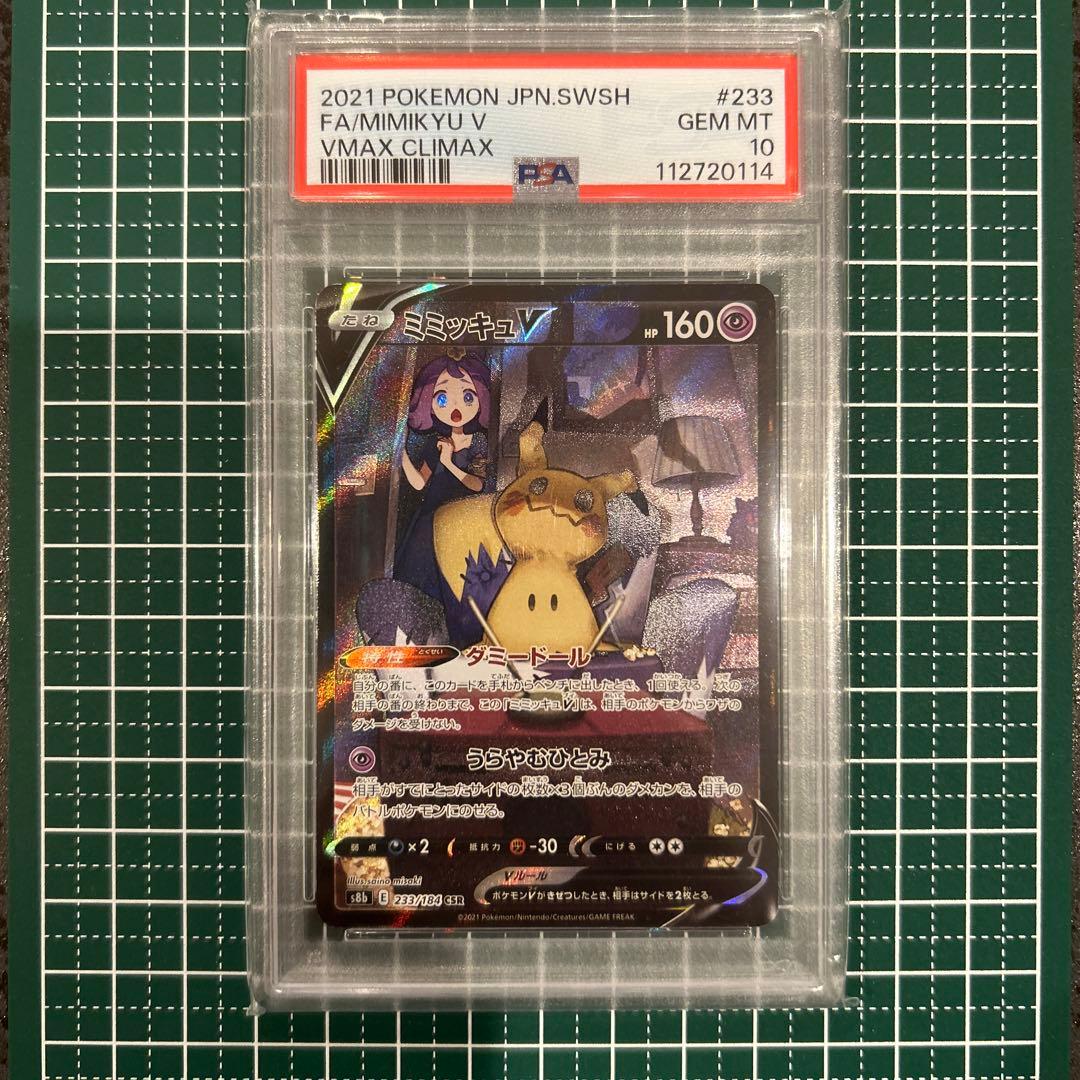 2021 POKEMON JPN.SWSH #233
FA/MIMIKYU V GEM MT
VMAX CLIMAX 10
PSA 112720114
たね ミミッキュV HP 160
特性 とくせい ダミードール
自分の番に、このカードを手札からベンチに出したとき、1回使える。次の
相手の番の終わりまで、この「ミミッキュV」は、相手のポケモンからワザの
ダメージを受けない。
うらやむひとみ
相手がすでにとったサイドの枚数×3個ぶんのダメカンを、相手の
バトルポケモンにのせる。
弱点 ×2 抵抗力 -30 にげる
Vルール
ポケモンVがきぜつしたとき、相手はサイドを2枚とる。
Illus. saino misaki
s8b E 233/184 CSR
©2021 Pokémon/Nintendo/Creatures/GAME FREAK